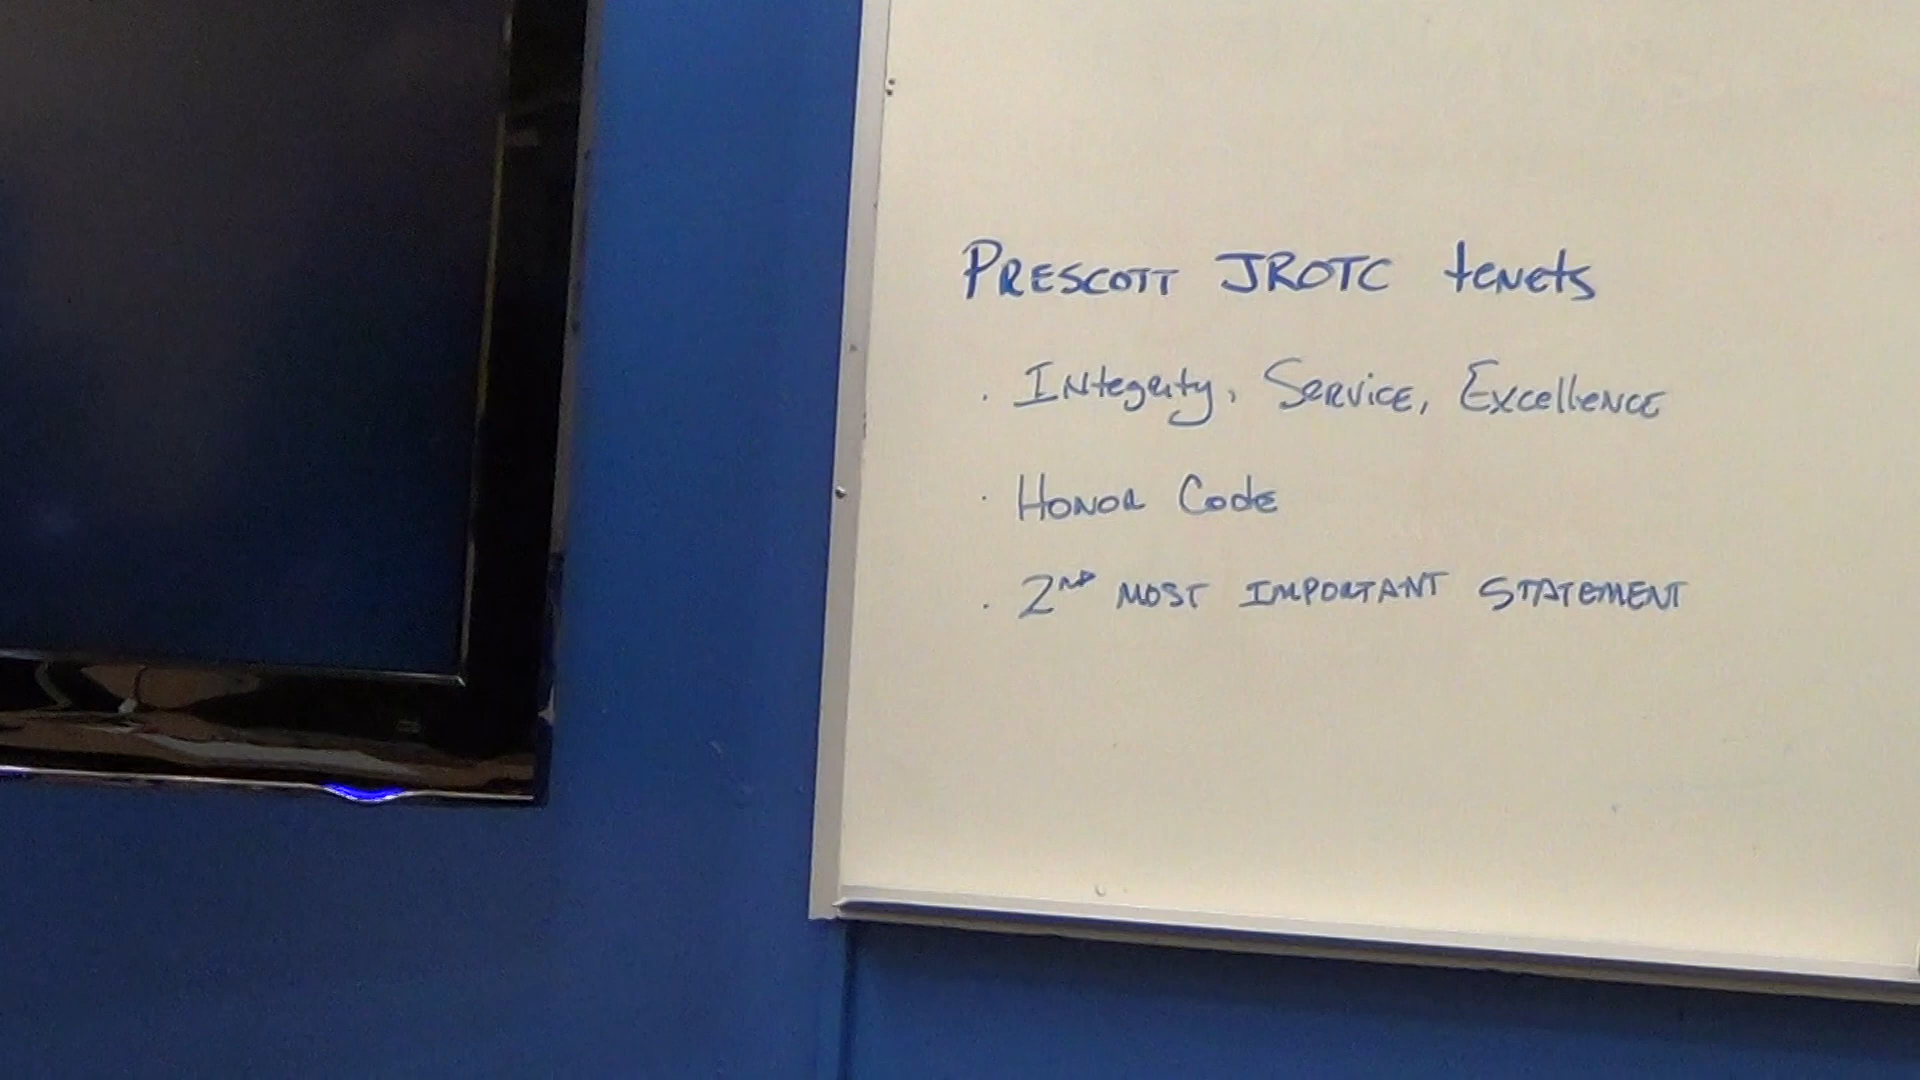 PRESCOTT JROTC tenets
. Integrity, Service, Excellence
. Honor Code
. 2ND MOST IMPORTANT STATEMENT